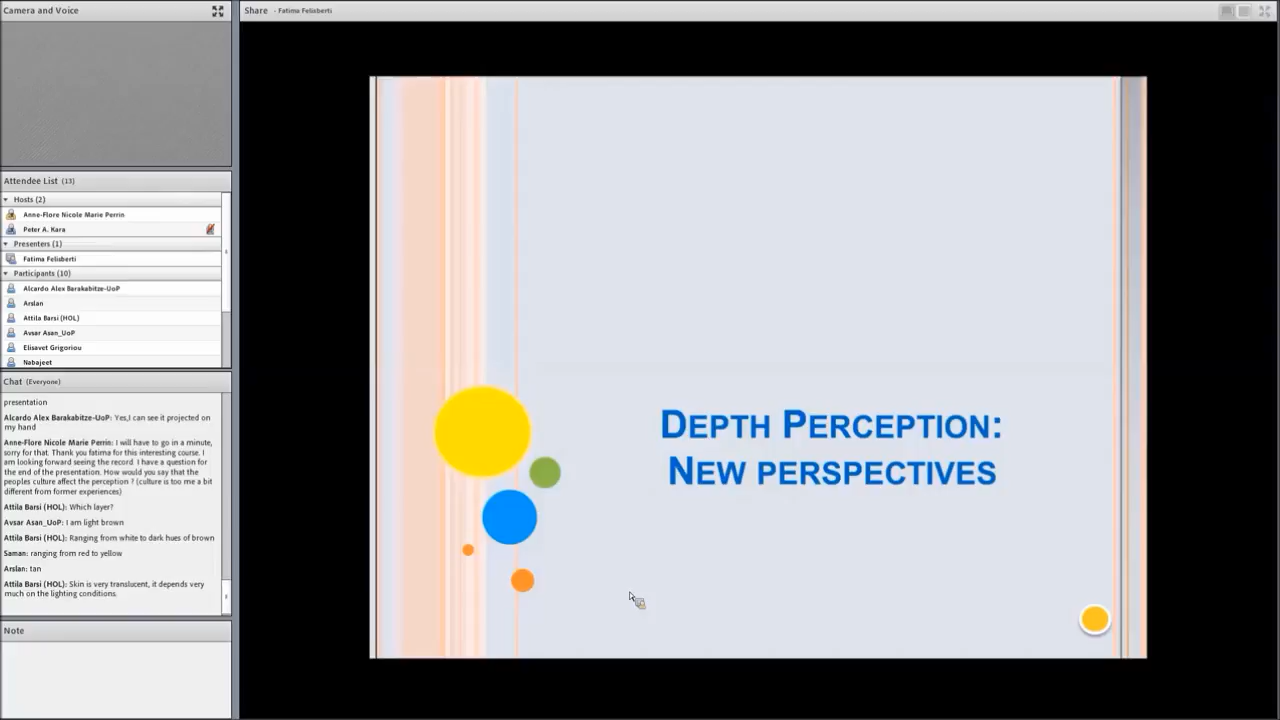 Camera and Voice
Share - Fatima Felisberti
Attendee List (13)
Hosts (2)
Anne-Flore Nicole Marie Perrin
Peter A. Kara
Presenters (1)
Fatima Felisberti
Participants (10)
Alcardo Alex Barakabitze-UoP
Arslan
Attila Barsi (HOL)
Avsar Asan_UoP
Elisavet Grigoriou
Nabajeet
Chat (Everyone)
presentation
Alcardo Alex Barakabitze-UoP: Yes,I can see it projected on
my hand
Anne-Flore Nicole Marie Perrin: I will have to go in a minute,
sorry for that. Thank you fatima for this interesting course. I
am looking forward seeing the record. I have a question for
the end of the presentation. How would you say that the
peoples culture affect the perception ? (culture is too me a bit
different from former experiences)
Attila Barsi (HOL): Which layer?
Avsar Asan_UoP: I am light brown
Attila Barsi (HOL): Ranging from white to dark hues of brown
Saman: ranging from red to yellow
Arslan: tan
Attila Barsi (HOL): Skin is very translucent, it depends very
much on the lighting conditions.
Note
DEPTH PERCEPTION:
NEW PERSPECTIVES